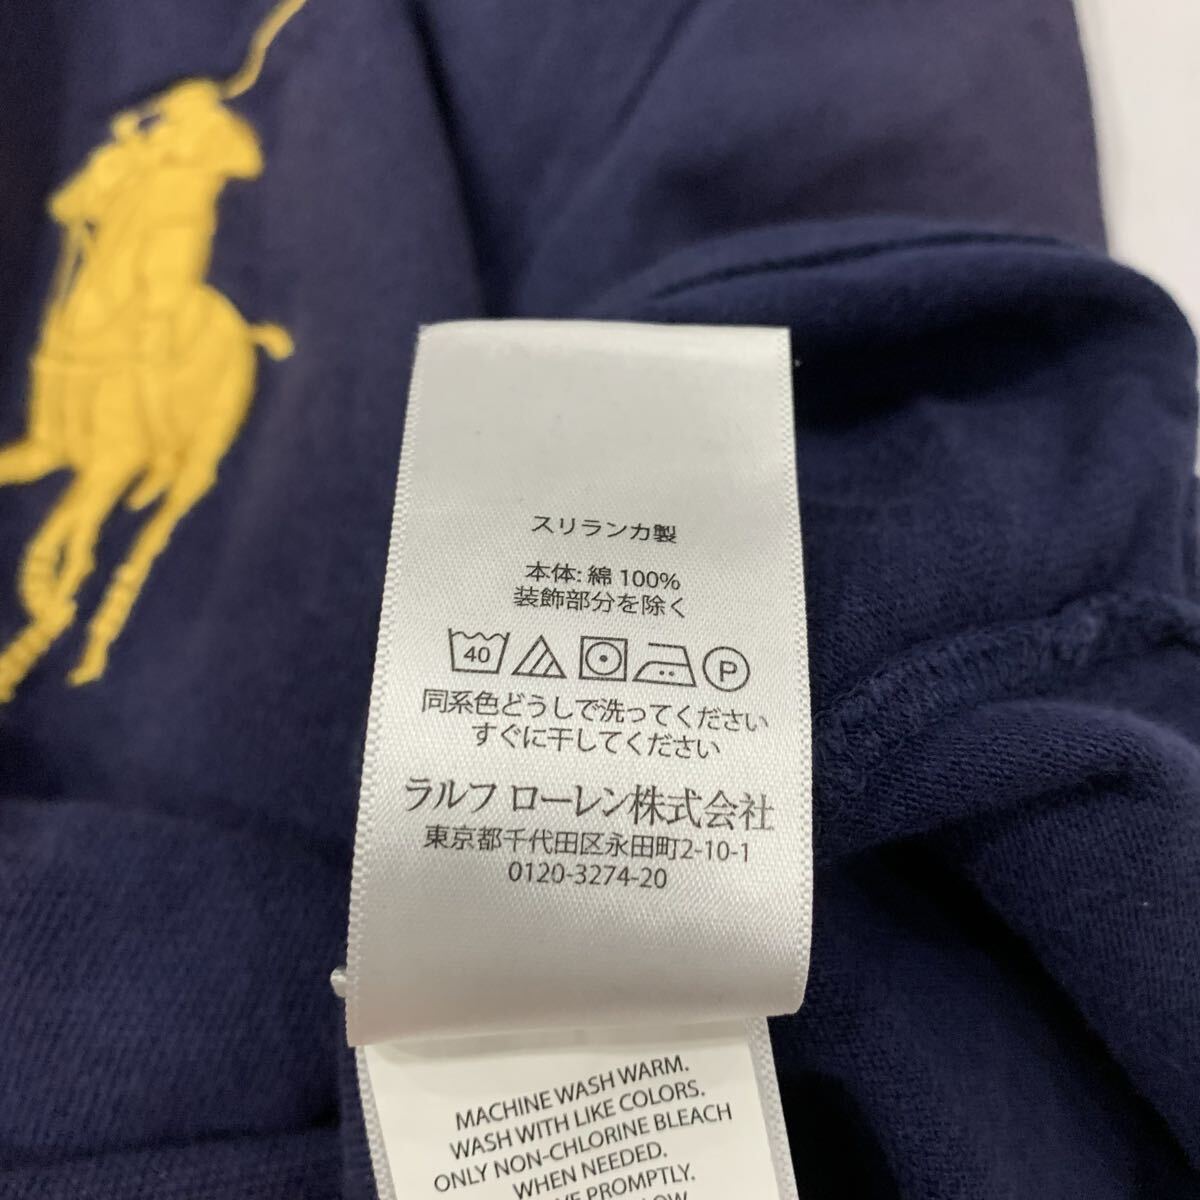 スリランカ製
本体: 綿 100%
装飾部分を除く
40 P
同系色どうしで洗ってください
すぐに干してください
ラルフ ローレン株式会社
東京都千代田区永田町2-10-1
0120-3274-20
MACHINE WASH WARM.
WASH WITH LIKE COLORS.
ONLY NON-CHLORINE BLEACH
WHEN NEEDED.
PROMPTLY.